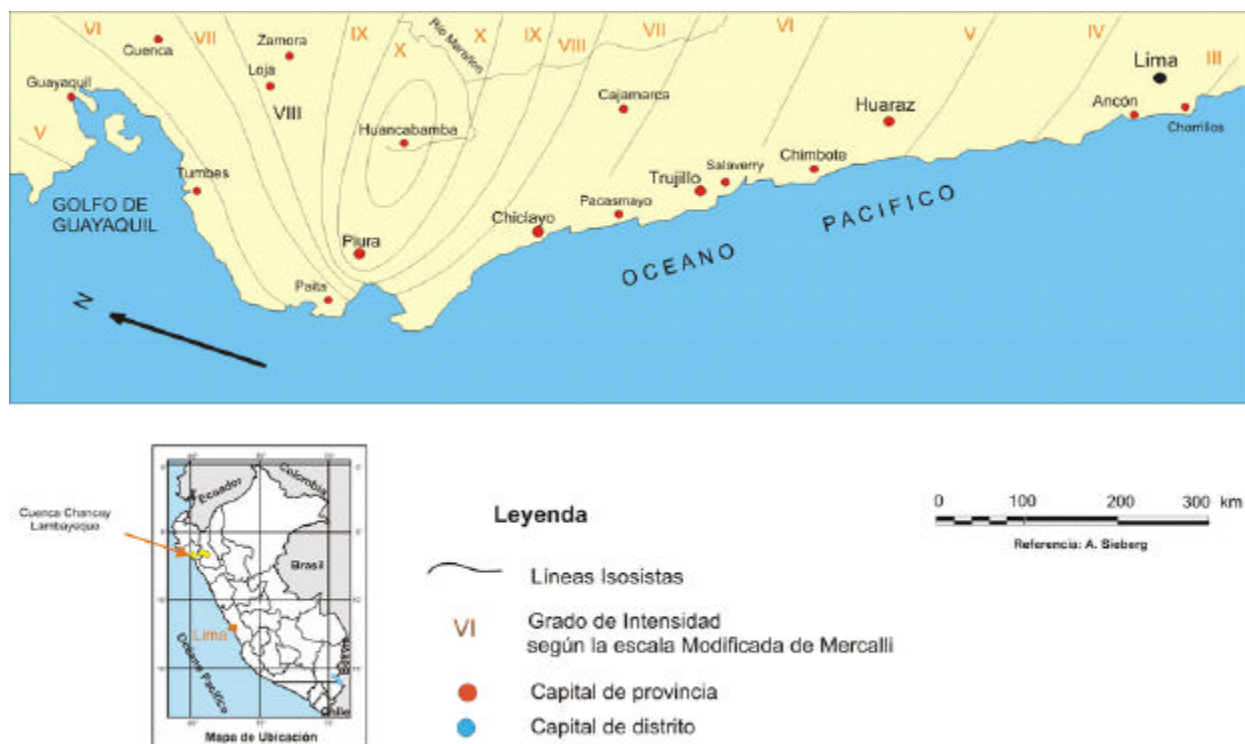 VI
Cuenca
VII
Zamora
Loja
VIII
IX
X
Río Marañon
X
IX
VIII
VII
VI
V
IV
III
Guayaquil
V
Tumbes
GOLFO DE
GUAYAQUIL
Huancabamba
Cajamarca
Huaraz
Lima
Ancón
Chorrillos
Piura
Paita
Chiclayo
Pacasmayo
Trujillo
Salaverry
Chimbote
OCEANO PACIFICO
N
Cuenca Chancay
Lambayeque
Ecuador
Colombia
Brasil
Lima
Océano Pacífico
Chile
Mapa de Ubicación
Leyenda
Líneas Isosistas
VI
Grado de Intensidad
según la escala Modificada de Mercalli
Capital de provincia
Capital de distrito
0 100 200 300 km
Referencia: A. Sieberg